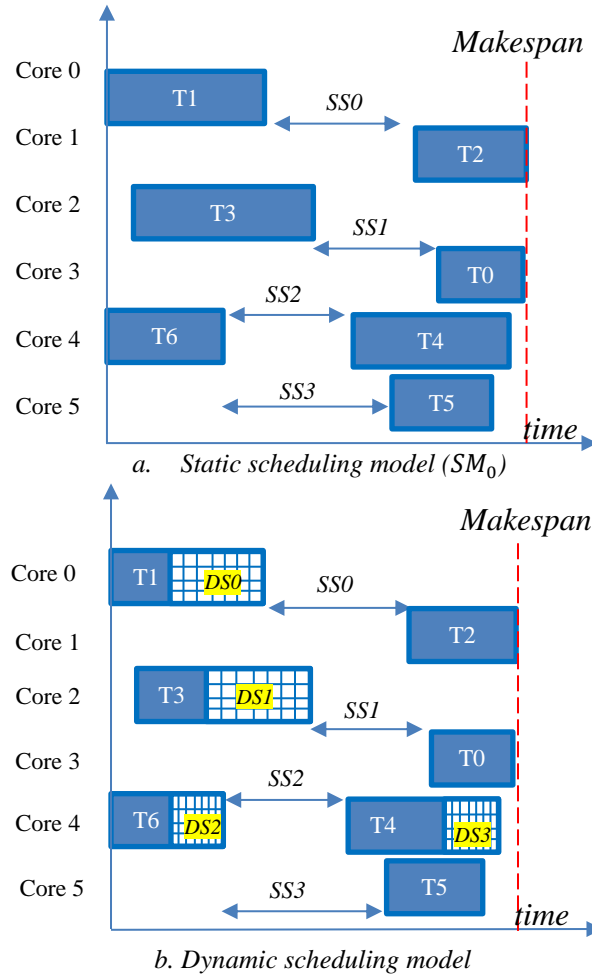 Makespan
Core 0
T1
SS0
Core 1
T2
Core 2
T3
SS1
Core 3
T0
SS2
Core 4
T6
T4
SS3
Core 5
T5
time
a. Static scheduling model (SM₀)
Makespan
Core 0
T1
DS0
SS0
Core 1
T2
Core 2
T3
DS1
SS1
Core 3
T0
SS2
Core 4
T6
DS2
T4
DS3
Core 5
T5
SS3
time
b. Dynamic scheduling model